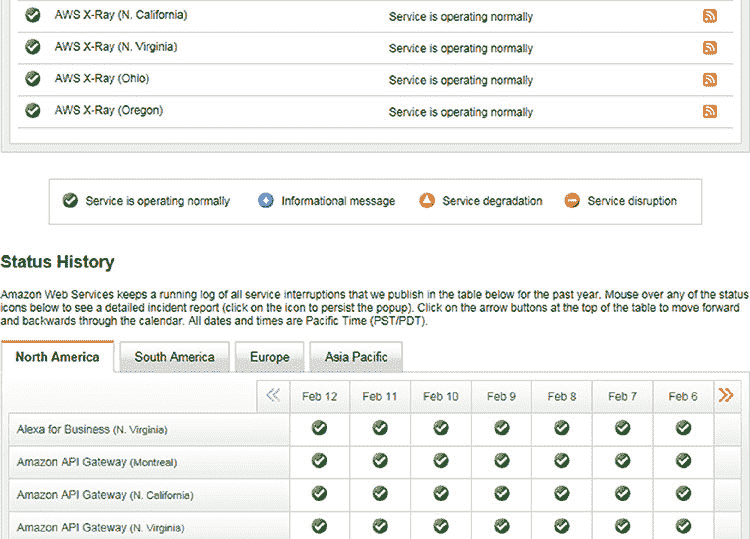 AWS X-Ray (N. California) Service is operating normally
AWS X-Ray (N. Virginia) Service is operating normally
AWS X-Ray (Ohio) Service is operating normally
AWS X-Ray (Oregon) Service is operating normally
Service is operating normally Informational message Service degradation Service disruption
Status History
Amazon Web Services keeps a running log of all service interruptions that we publish in the table below for the past year. Mouse over any of the status
icons below to see a detailed incident report (click on the icon to persist the popup). Click on the arrow buttons at the top of the table to move forward
and backwards through the calendar. All dates and times are Pacific Time (PST/PDT).
North America South America Europe Asia Pacific
Feb 12 Feb 11 Feb 10 Feb 9 Feb 8 Feb 7 Feb 6
Alexa for Business (N. Virginia)
Amazon API Gateway (Montreal)
Amazon API Gateway (N. California)
Amazon API Gateway (N. Virginia)